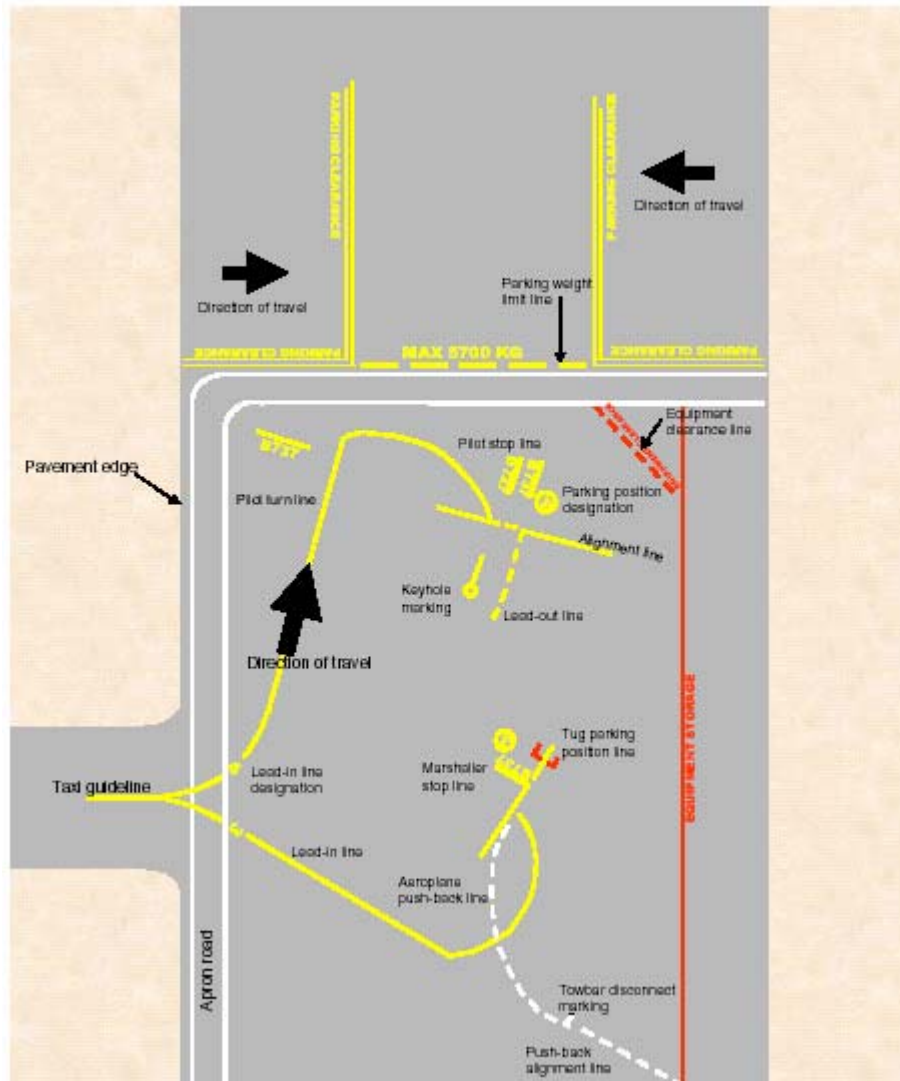 PARKING CLEARANCE
PARKING CLEARANCE
Direction of travel
Direction of travel
Parking weight
limit line
PARKING CLEARANCE
MAX 5700 KG
PARKING CLEARANCE
Equipment
clearance line
B737
Pilot stop line
Pavement edge
Pilot turn line
Parking position
designation
Alignment line
Keyhole
marking
Lead-out line
Direction of travel
EQUIPMENT STORAGE
Tug parking
position line
Marshaller
stop line
Lead-in line
designation
Taxi guideline
Lead-in line
Aeroplane
push-back line
Apron road
Towbar disconnect
marking
Push-back
alignment line